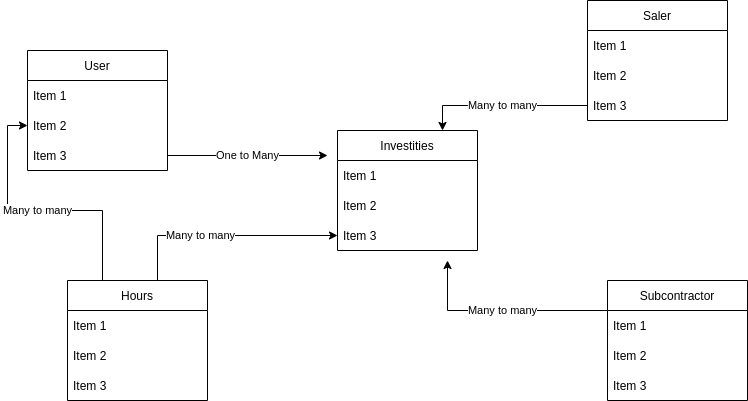 Saler
Item 1
Item 2
Item 3
User
Item 1
Item 2
Item 3
Many to many
One to Many
Investities
Item 1
Item 2
Item 3
Many to many
Many to many
Hours
Item 1
Item 2
Item 3
Many to many
Subcontractor
Item 1
Item 2
Item 3